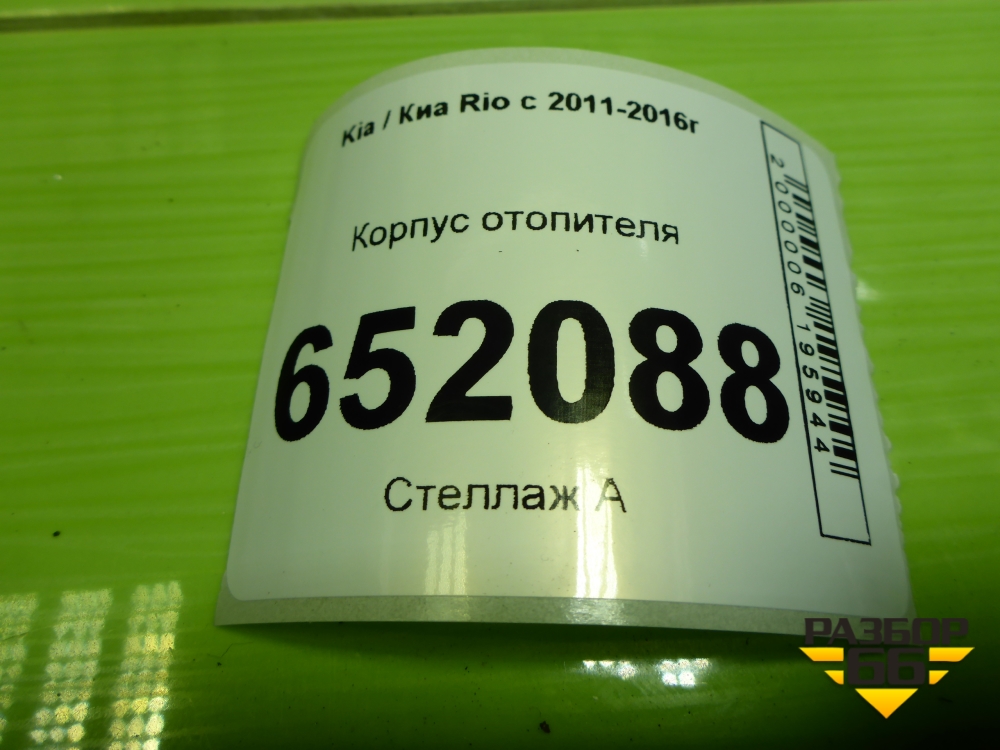 Kia / Киа Rio с 2011-2016г
Корпус отопителя
652088
Стеллаж А
2000006195944
РАЗБОР
66